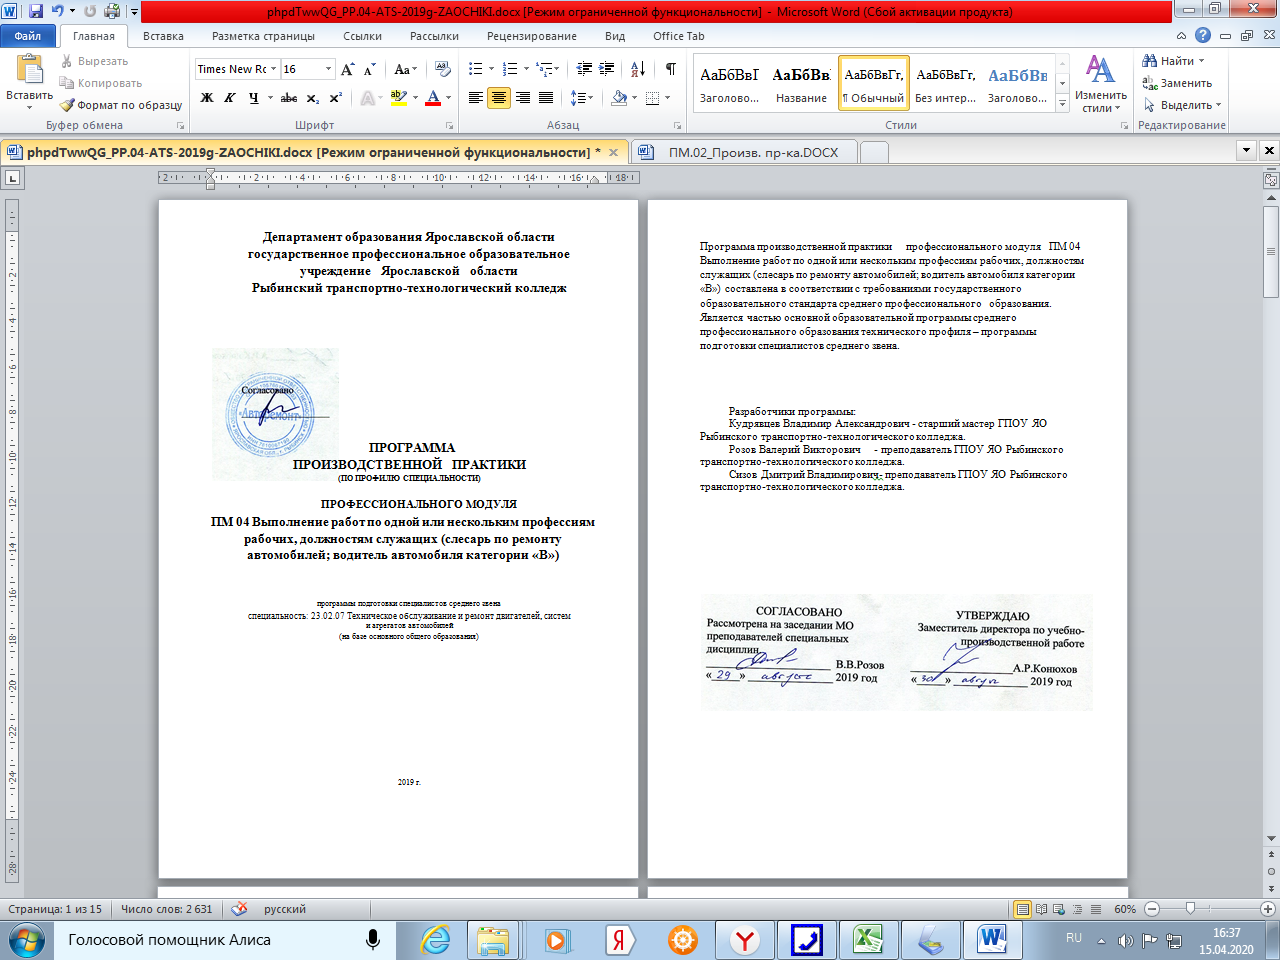 phpdTwwQG_PP.04-ATS-2019g-ZAOCHIKI.docx [Режим ограниченной функциональности] - Microsoft Word (Сбой активации продукта)
Файл Главная Вставка Разметка страницы Ссылки Рассылки Рецензирование Вид Office Tab
Вставить
Вырезать
Копировать
Формат по образцу
Буфер обмена
Times New Rc 16
Ж К Ч abc x₂ x²
Шрифт
Абзац
АаБбВвГ АаБбВв АаБбВвГг, АаБбВвГг, АаБбВв
Заголово... Название ¶ Обычный Без интер... Заголово...
Изменить стили
Стили
Найти
Заменить
Выделить
Редактирование
phpdTwwQG_PP.04-ATS-2019g-ZAOCHIKI.docx [Режим ограниченной функциональности] *
ПМ.02_Произв. пр-ка.DOCX
Департамент образования Ярославской области
государственное профессиональное образовательное
учреждение Ярославской области
Рыбинский транспортно-технологический колледж
Согласовано
«Авторемонт»
ПРОГРАММА
ПРОИЗВОДСТВЕННОЙ ПРАКТИКИ
(ПО ПРОФИЛЮ СПЕЦИАЛЬНОСТИ)
ПРОФЕССИОНАЛЬНОГО МОДУЛЯ
ПМ 04 Выполнение работ по одной или нескольким профессиям
рабочих, должностям служащих (слесарь по ремонту
автомобилей; водитель автомобиля категории «В»)
программы подготовки специалистов среднего звена
специальность: 23.02.07 Техническое обслуживание и ремонт двигателей, систем
и агрегатов автомобилей
(на базе основного общего образования)
2019 г.
Программа производственной практики профессионального модуля ПМ 04
Выполнение работ по одной или нескольким профессиям рабочих, должностям
служащих (слесарь по ремонту автомобилей; водитель автомобиля категории
«В») составлена в соответствии с требованиями государственного
образовательного стандарта среднего профессионального образования.
Является частью основной образовательной программы среднего
профессионального образования технического профиля – программы
подготовки специалистов среднего звена.
Разработчики программы:
Кудрявцев Владимир Александрович - старший мастер ГПОУ ЯО
Рыбинского транспортно-технологического колледжа.
Розов Валерий Викторович - преподаватель ГПОУ ЯО Рыбинского
транспортно-технологического колледжа.
Сизов Дмитрий Владимирович- преподаватель ГПОУ ЯО Рыбинского
транспортно-технологического колледжа.
СОГЛАСОВАНО
Рассмотрена на заседании МО
преподавателей специальных
дисциплин
В.В.Розов
«29» августа 2019 год
УТВЕРЖДАЮ
Заместитель директора по учебно-
производственной работе
А.Р.Конюхов
«30» август 2019 год
Страница: 1 из 15 Число слов: 2 631 русский 60%
Голосовой помощник Алиса
RU
16:37
15.04.2020